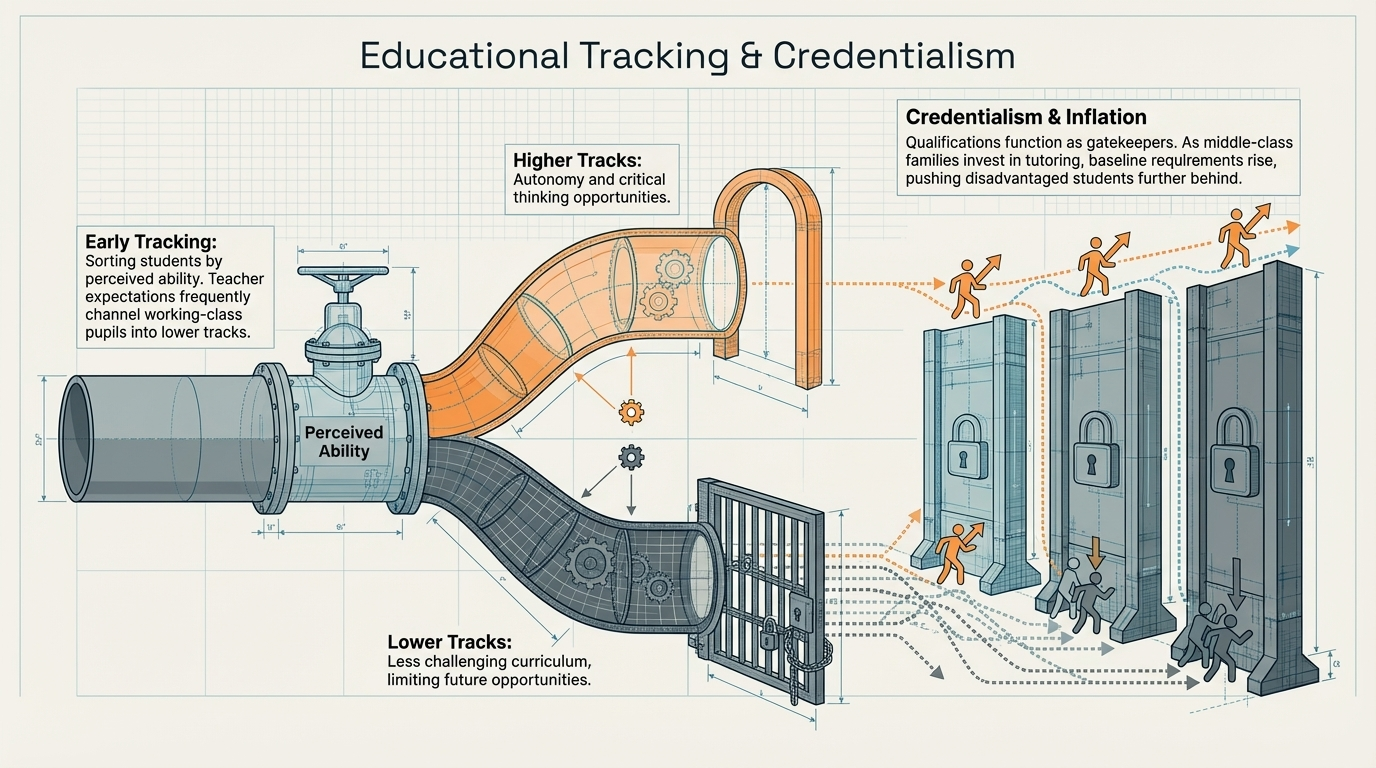 Educational Tracking & Credentialism
Credentialism & Inflation
Qualifications function as gatekeepers. As middle-class
families invest in tutoring, baseline requirements rise,
pushing disadvantaged students further behind.
Higher Tracks:
Autonomy and critical
thinking opportunities.
Early Tracking:
Sorting students by
perceived ability. Teacher
expectations frequently
channel working-class
pupils into lower tracks.
Perceived
Ability
Lower Tracks:
Less challenging curriculum,
limiting future opportunities.